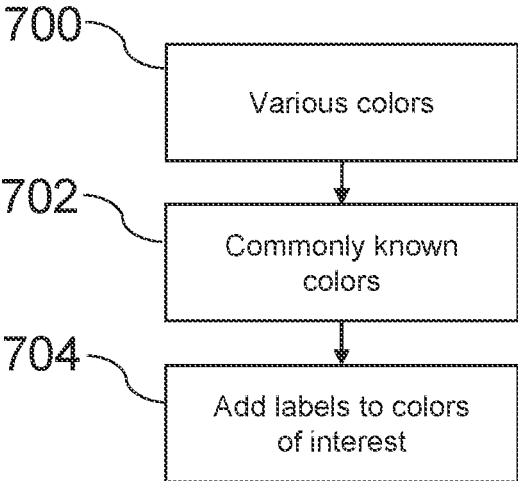 700
Various colors
702
Commonly known
colors
704
Add labels to colors
of interest